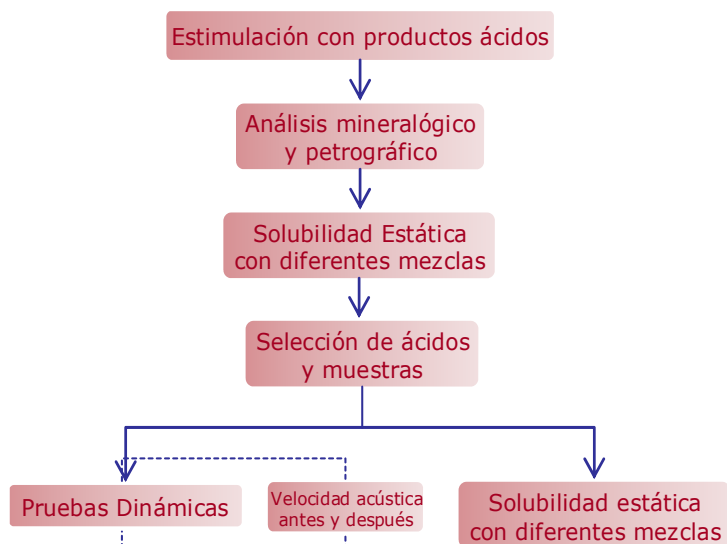 Estimulación con productos ácidos
Análisis mineralógico
y petrográfico
Solubilidad Estática
con diferentes mezclas
Selección de ácidos
y muestras
Pruebas Dinámicas
Velocidad acústica
antes y después
Solubilidad estática
con diferentes mezclas